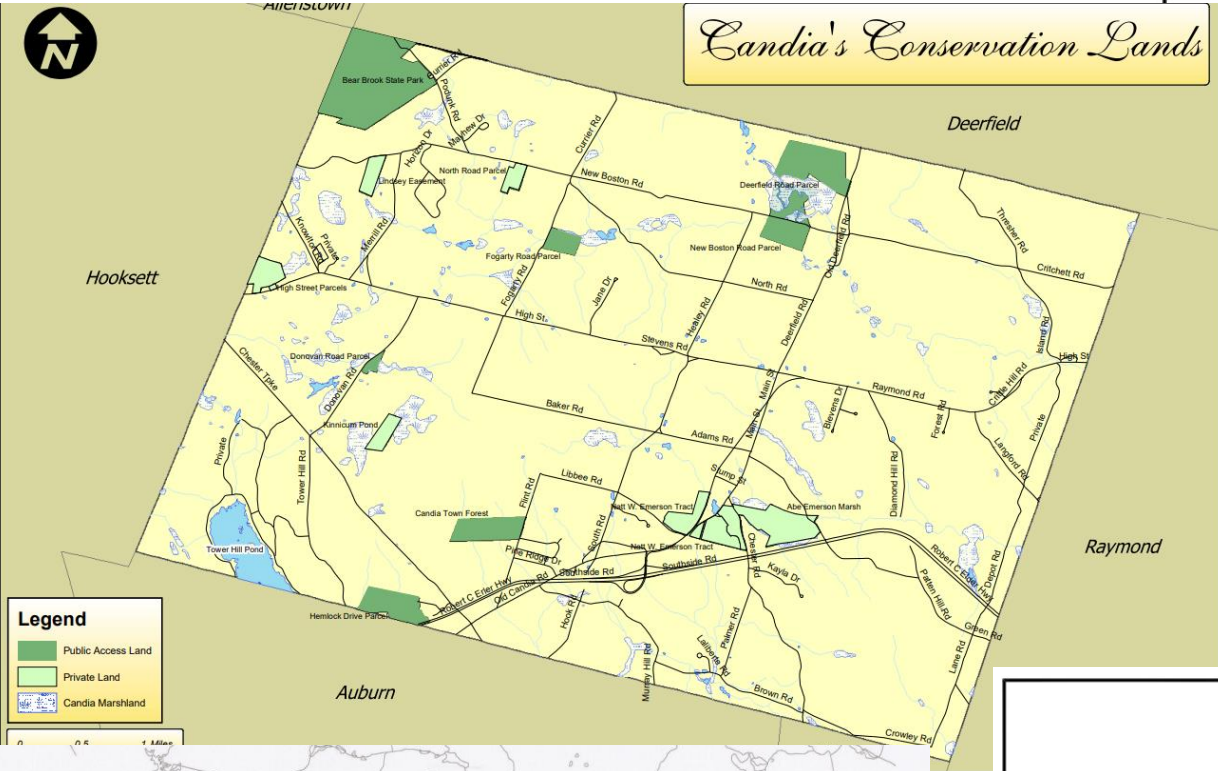 Allenstown
N
Candia's Conservation Lands
Bear Brook State Park
Currier Rd
Podunk Rd
Mayhew Dr
Horizon Dr
Currier Rd
Deerfield
North Road Parcel
New Boston Rd
Lindsey Easement
Deerfield Road Parcel
Thresher Rd
Knowlton Rd
Private
Merrill Rd
Hooksett
Fogarty Road Parcel
New Boston Road Parcel
Old Deerfield Rd
Critchett Rd
High Street Parcels
Fogarty Rd
Jane Dr
North Rd
High St
Healey Rd
Deerfield Rd
Stevens Rd
Island Rd
High St
Donovan Road Parcel
Chester Tpke
Donovan Rd
Main St
Raymond Rd
Critchett Hill Rd
Baker Rd
Blevens Dr
Forest Rd
Private
Kinnicum Pond
Adams Rd
Main St
Langford Rd
Private
Tower Hill Rd
Stump St
Diamond Hill Rd
Libbee Rd
Flint Rd
Natt W. Emerson Tract
Abe Emerson Marsh
Candia Town Forest
South Rd
Tower Hill Pond
Pine Ridge Dr
Natt W. Emerson Tract
Chester Rd
Raymond
Southside Rd
Southside Rd
Kayla Dr
Robert C Erler Hwy
Depot Rd
Robert C Erler Hwy
Old Candia Rd
Patten Hill Rd
Hemlock Drive Parcel
Hook Rd
Palmer Rd
Green Rd
Legend
Public Access Land
Private Land
Candia Marshland
Auburn
Murray Hill Rd
Laliberte Rd
Lane Rd
Brown Rd
Crowley Rd
0 0.5 1 Miles